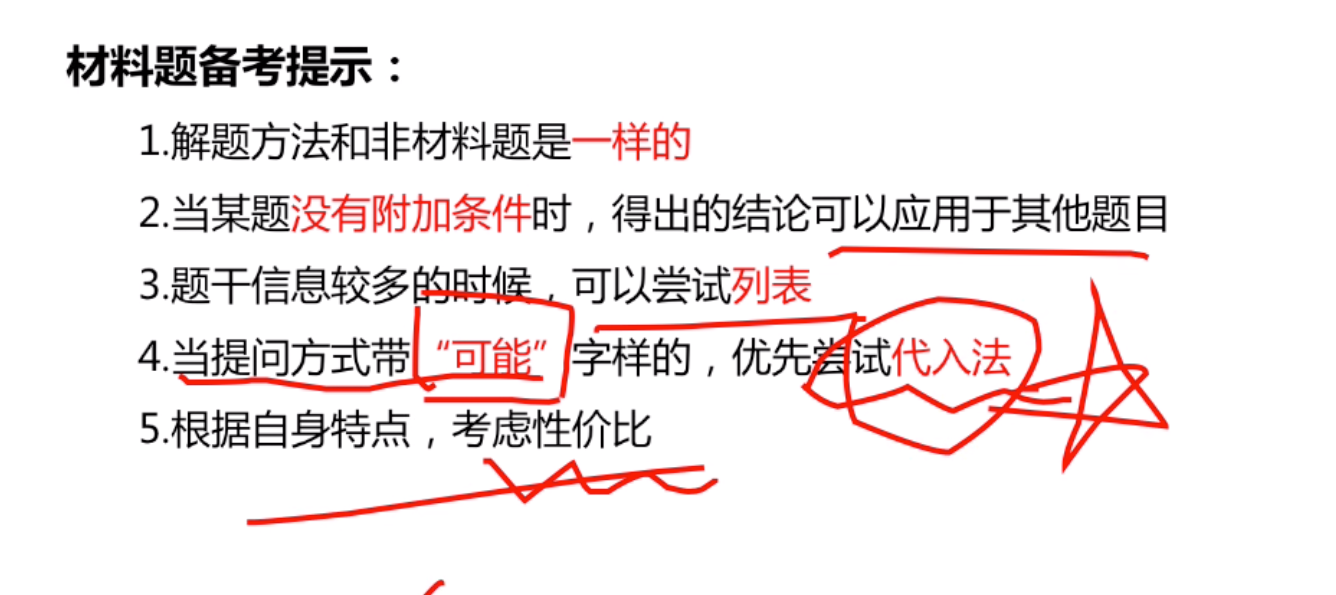 材料题备考提示：
1.解题方法和非材料题是一样的
2.当某题没有附加条件时，得出的结论可以应用于其他题目
3.题干信息较多的时候，可以尝试列表
4.当提问方式带“可能”字样的，优先尝试代入法
5.根据自身特点，考虑性价比